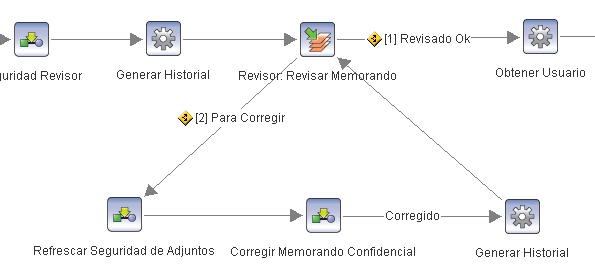 [1] Revisado Ok
guridad Revisor
Generar Historial
Revisor: Revisar Memorando
Obtener Usuario
[2] Para Corregir
Refrescar Seguridad de Adjuntos
Corregir Memorando Confidencial
Corregido
Generar Historial